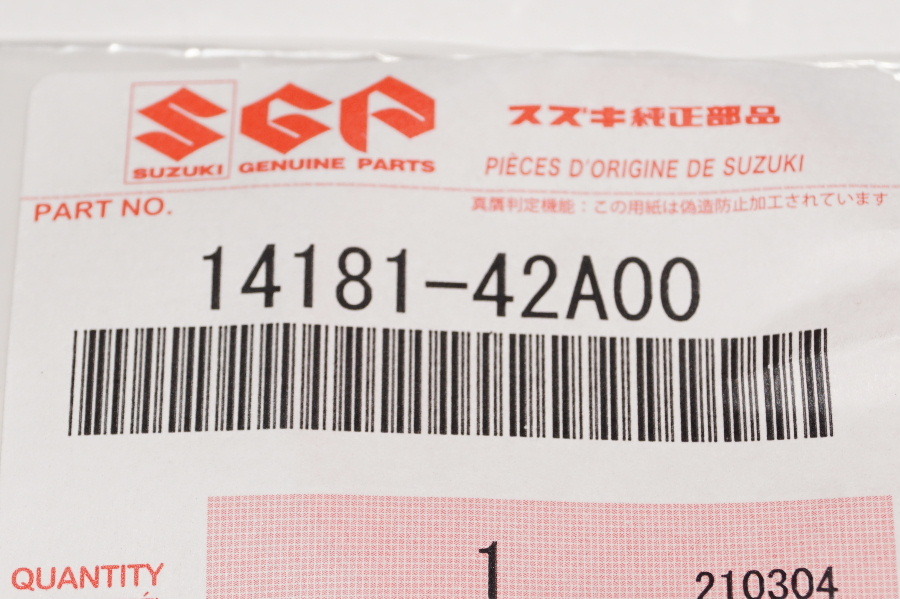 SGP
SUZUKI GENUINE PARTS
スズキ純正部品
PIÈCES D'ORIGINE DE SUZUKI
PART NO.
真贋判定機能：この用紙は偽造防止加工されています
14181-42A00
QUANTITY
1
210304